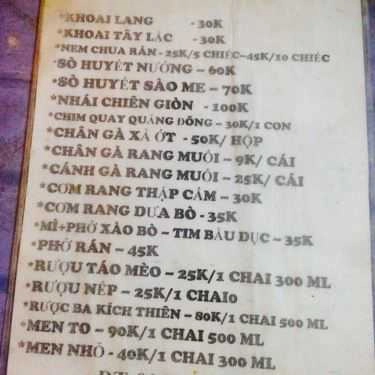 *KHOAI LANG - 30K
*KHOAI TÂY LẮC - 30K
*NEM CHUA RÁN - 25K/5 CHIẾC-45K/10 CHIẾC
*SÒ HUYẾT NƯỚNG – 60K
*SÒ HUYẾT SÀO ME – 70K
*NHÁI CHIÊN GIÒN - 100K
*CHIM QUAY QUẢNG ĐÔNG – 30K/1 CON
*CHÂN GÀ XẢ ỚT - 50K/ HỘP
*CHÂN GÀ RANG MUỐI – 9K/ CÁI
*CÁNH GÀ RANG MUỐI - 25K/ CÁI
*CƠM RANG THẬP CẨM – 30K
*CƠM RANG DƯA BÒ - 35K
*MÌ+PHỞ XÀO BÒ – TIM BẦU DỤC – 35K
*PHỞ RÁN – 45K
*RƯỢU TÁO MÈO – 25K/1 CHAI 300 ML
*RƯỢU NẾP – 25K/1 CHAI0
*RƯỢC BA KÍCH THIÊN – 80K/1 CHAI 500 ML
*MEN TO – 90K/1 CHAI 500 ML
*MEN NHỎ - 40K/1 CHAI 300 ML